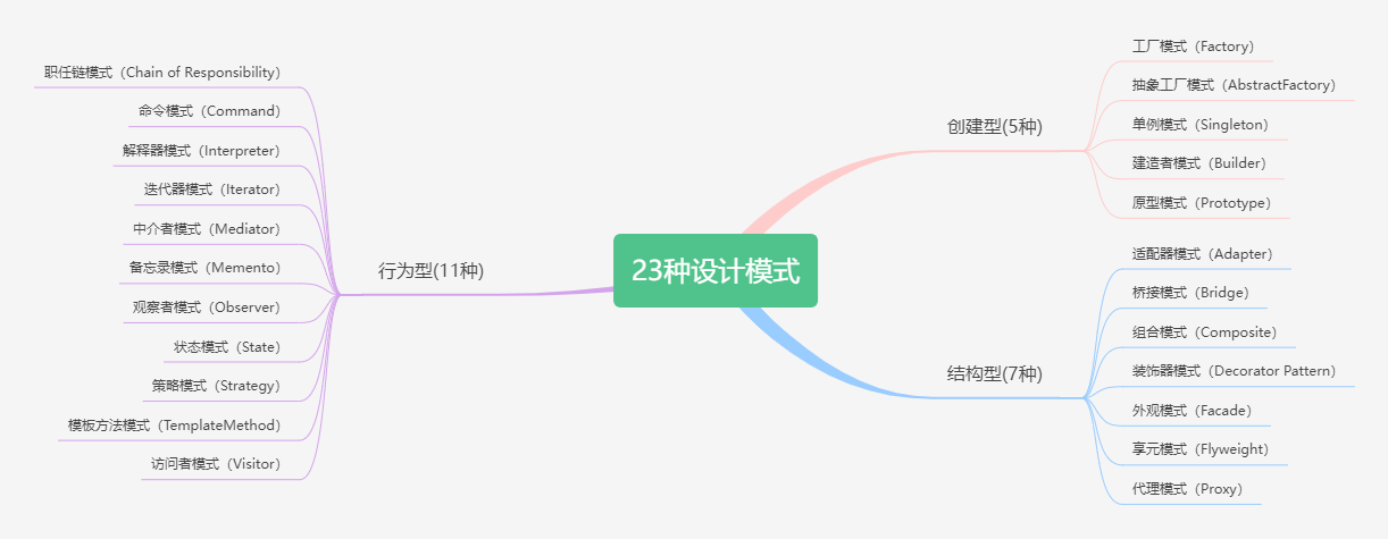 23种设计模式
创建型(5种)
工厂模式（Factory）
抽象工厂模式（AbstractFactory）
单例模式（Singleton）
建造者模式（Builder）
原型模式（Prototype）
结构型(7种)
适配器模式（Adapter）
桥接模式（Bridge）
组合模式（Composite）
装饰器模式（Decorator Pattern）
外观模式（Facade）
享元模式（Flyweight）
代理模式（Proxy）
行为型(11种)
职任链模式（Chain of Responsibility）
命令模式（Command）
解释器模式（Interpreter）
迭代器模式（Iterator）
中介者模式（Mediator）
备忘录模式（Memento）
观察者模式（Observer）
状态模式（State）
策略模式（Strategy）
模板方法模式（TemplateMethod）
访问者模式（Visitor）